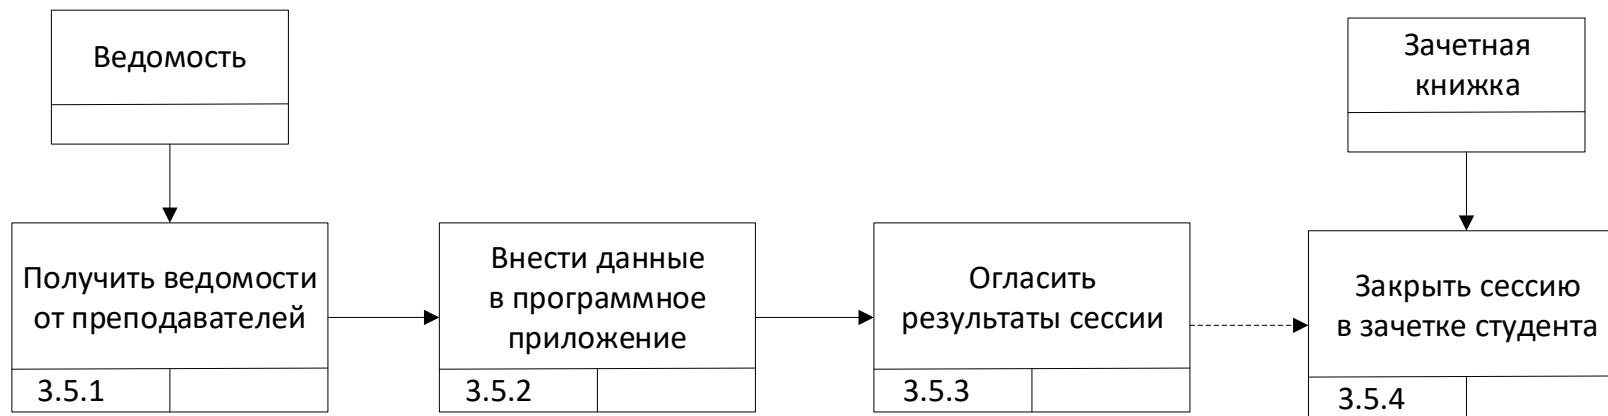 Ведомость
Зачетная
книжка
Получить ведомости
от преподавателей
3.5.1
Внести данные
в программное
приложение
3.5.2
Огласить
результаты сессии
3.5.3
Закрыть сессию
в зачетке студента
3.5.4